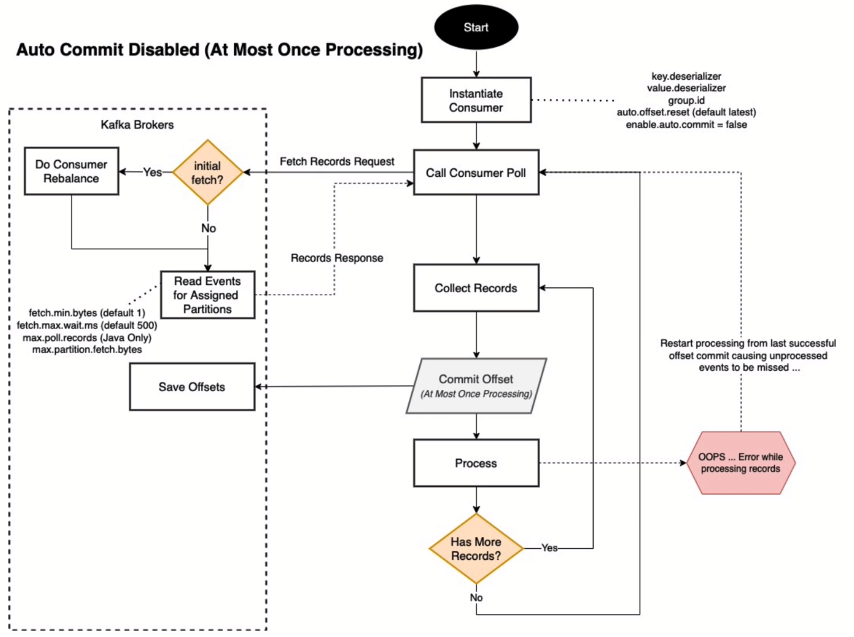 Start
Auto Commit Disabled (At Most Once Processing)
Instantiate
Consumer
key.deserializer
value.deserializer
group.id
auto.offset.reset (default latest)
enable.auto.commit = false
Kafka Brokers
Do Consumer
Rebalance
Yes
initial
fetch?
Fetch Records Request
Call Consumer Poll
No
Records Response
Read Events
for Assigned
Partitions
fetch.min.bytes (default 1)
fetch.max.wait.ms (default 500)
max.poll.records (Java Only)
max.partition.fetch.bytes
Collect Records
Restart processing from last successful
offset commit causing unprocessed
events to be missed ...
Save Offsets
Commit Offset
(At Most Once Processing)
Process
OOPS ... Error while
processing records
Has More
Records?
Yes
No